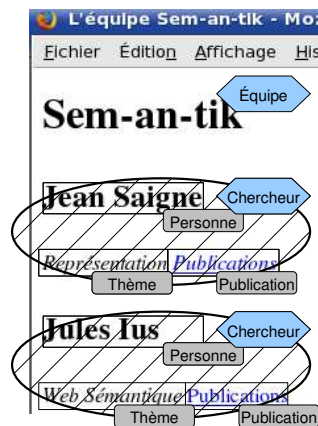 L'équipe Sem-an-tik - Moz
Fichier Édition Affichage His
Équipe
Sem-an-tik
Jean Saigne Chercheur
Personne
Représentation Publications
Thème Publication
Jules Ius Chercheur
Personne
Web Sémantique Publications
Thème Publication